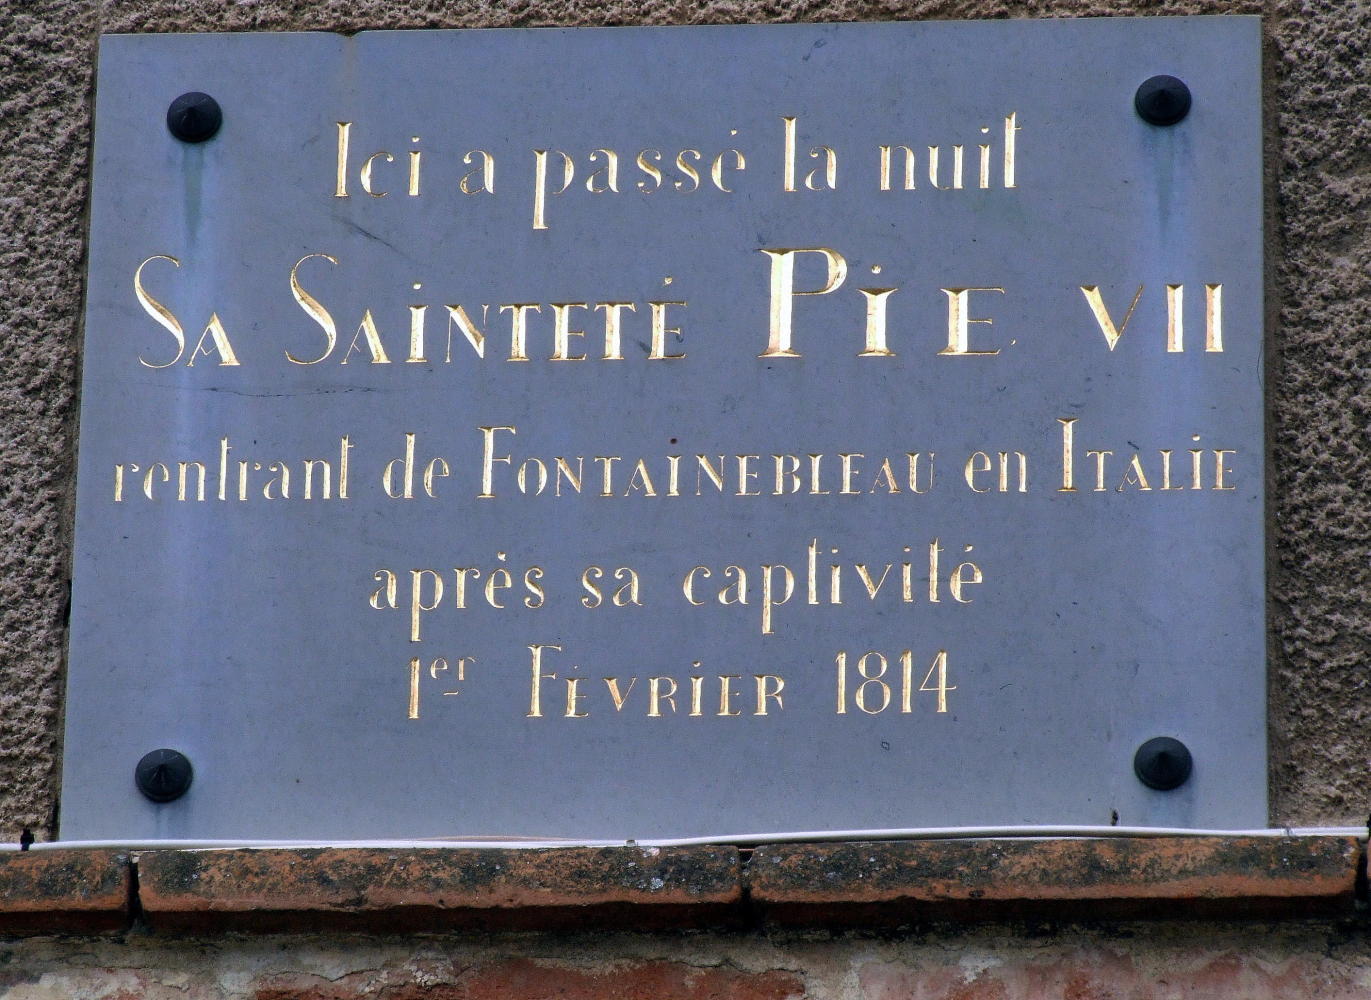 Ici a passé la nuit
SA SAINTETÉ PIE VII
rentrant de FONTAINEBLEAU en ITALIE
après sa captivité
1er FÉVRIER 1814